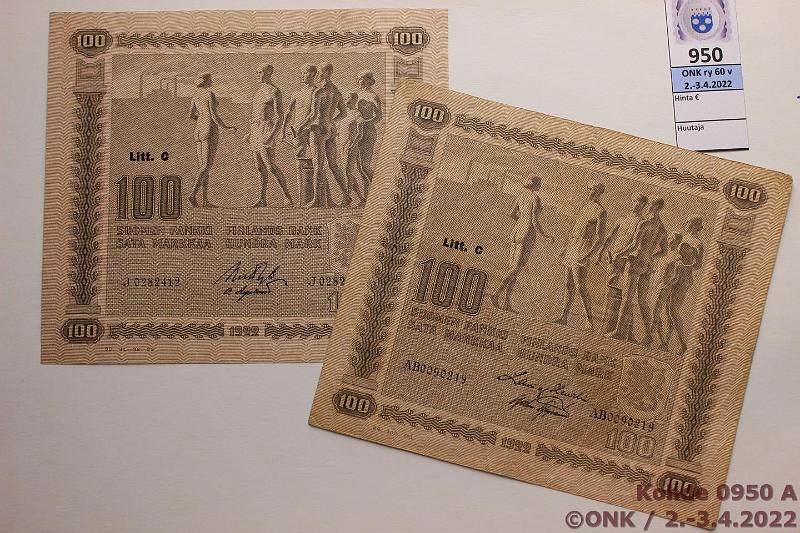 100 100
Litt. C
100
SUOMEN PANKKI FINLANDS BANK
SATA MARKKAA HUNDRA MARK
J 0282412 J 0282
1
100 1922
100 100
Litt. C
100
SUOMEN PANKKI FINLANDS BANK
SATA MARKKAA HUNDRA MARK
AB0090219 AB0090219
100
100 1922 100
950
ONK ry 60 v
2.-3.4.2022
Hinta €
Huutaja
Kohde 0950 A
©ONK / 2.-3.4.2022